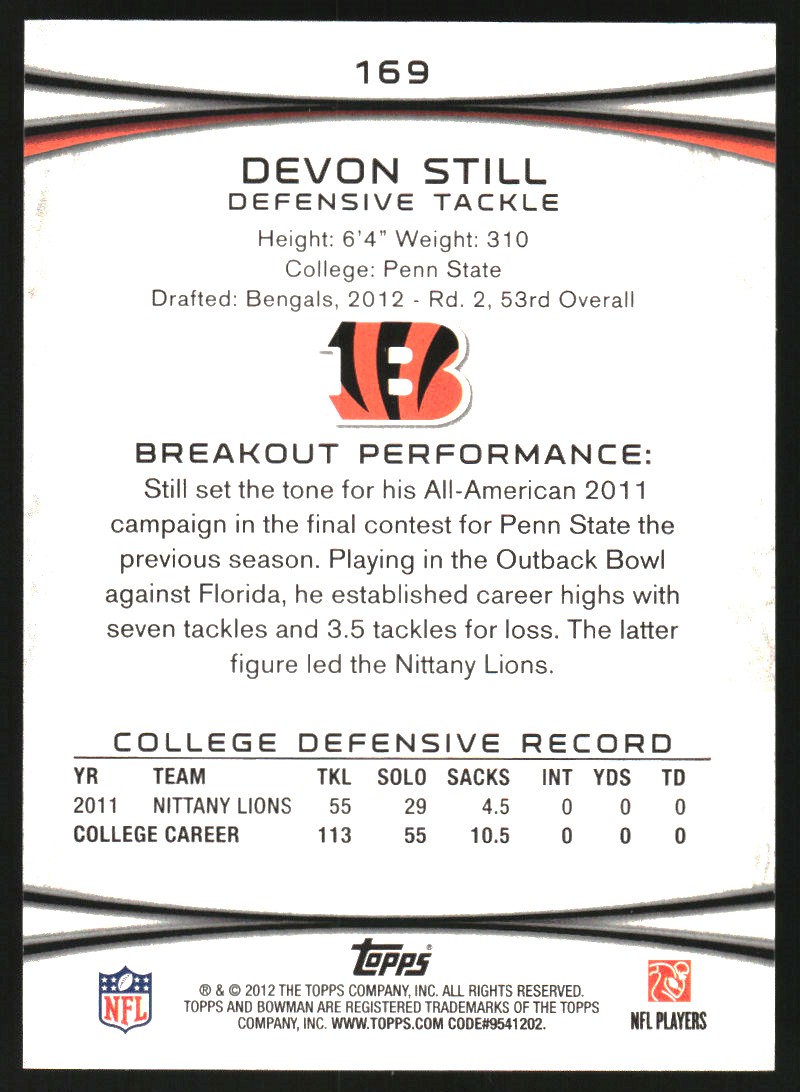 169
DEVON STILL
DEFENSIVE TACKLE
Height: 6'4" Weight: 310
College: Penn State
Drafted: Bengals, 2012 - Rd. 2, 53rd Overall
B
BREAKOUT PERFORMANCE:
Still set the tone for his All-American 2011
campaign in the final contest for Penn State the
previous season. Playing in the Outback Bowl
against Florida, he established career highs with
seven tackles and 3.5 tackles for loss. The latter
figure led the Nittany Lions.
COLLEGE DEFENSIVE RECORD
YR TEAM TKL SOLO SACKS INT YDS TD
2011 NITTANY LIONS 55 29 4.5 0 0 0
COLLEGE CAREER 113 55 10.5 0 0 0
Topps®
NFL
® & © 2012 THE TOPPS COMPANY, INC. ALL RIGHTS RESERVED.
TOPPS AND BOWMAN ARE REGISTERED TRADEMARKS OF THE TOPPS
COMPANY, INC. WWW.TOPPS.COM CODE#9541202.
NFL PLAYERS